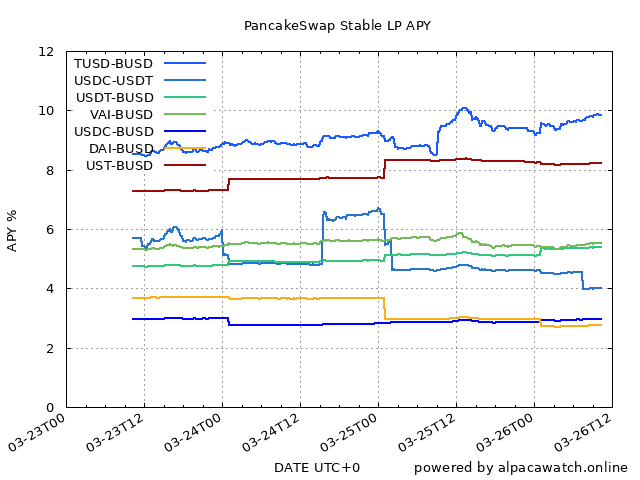 PancakeSwap Stable LP APY
12
10
8
6
4
2
0
APY %
TUSD-BUSD
USDC-USDT
USDT-BUSD
VAI-BUSD
USDC-BUSD
DAI-BUSD
UST-BUSD
03-23T00
03-23T12
03-24T00
03-24T12
03-25T00
03-25T12
03-26T00
03-26T12
DATE UTC+0
powered by alpacawatch.online